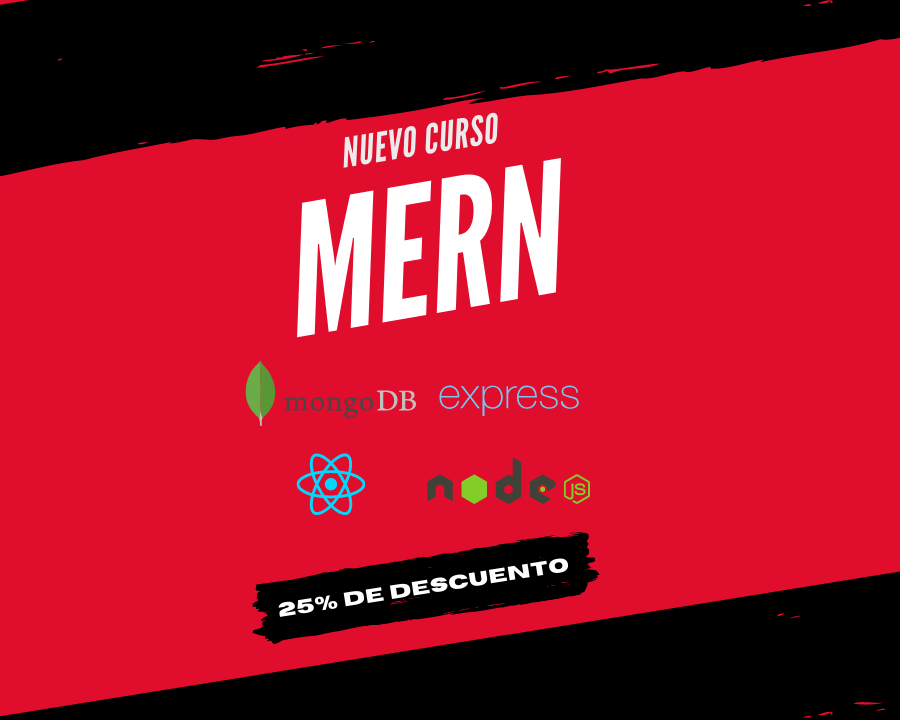 NUEVO CURSO
MERN
mongoDB express
node JS
25% DE DESCUENTO